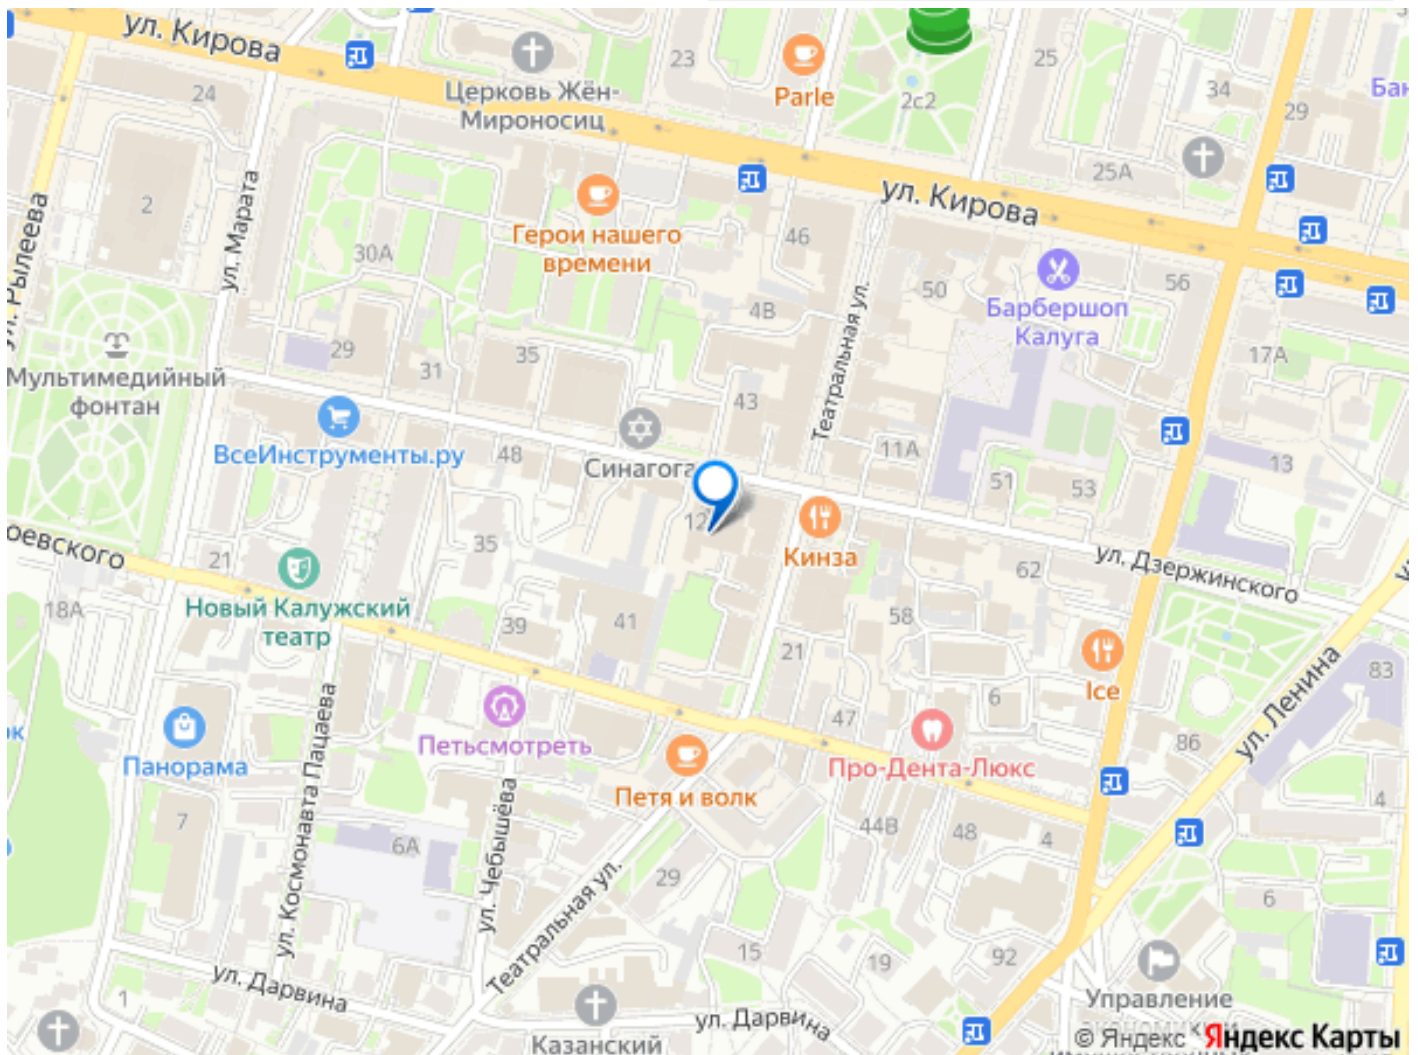 ул. Кирова
23
Parle
2с2
25
34
29
Бан
24
Церковь Жён-
Мироносиц
25А
ул. Рылеева
2
ул. Марата
ул. Кирова
30А
Герои нашего
времени
46
50
56
Барбершоп
Калуга
4В
Театральная ул.
17А
Мультимедийный
фонтан
29
31
35
43
ВсеИнструменты.ру
48
Синагога
11А
51
53
13
12
Кинза
ул. Дзержинского
оевского
21
35
62
18А
Новый Калужский
театр
39
41
58
21
Ice
6
83
ул. Ленина
ок
Панорама
ул. Космонавта Пацаева
Петьсмотреть
47
Про-Дента-Люкс
86
Петя и волк
4
7
6А
ул. Чебышёва
44В
48
4
29
Театральная ул.
6
15
19
92
ул. Дарвина
1
Казанский
ул. Дарвина
Управление
© Яндекс Яндекс Карты